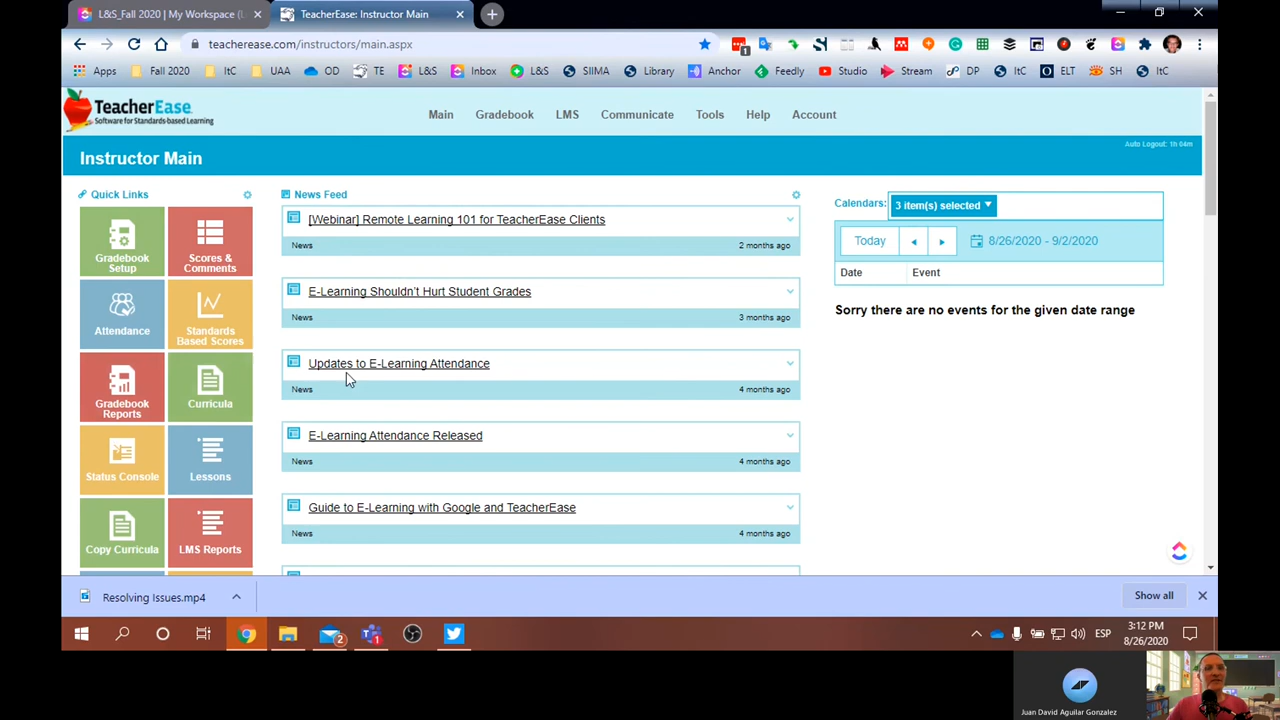 L&S_Fall 2020 | My Workspace (L
TeacherEase: Instructor Main
teacherease.com/instructors/main.aspx
1
Apps
Fall 2020
ItC
UAA
OD
TE
L&S
Inbox
L&S
SIIMA
Library
Anchor
Feedly
Studio
Stream
DP
ItC
ELT
SH
ItC
TeacherEase
Software for Standards-based Learning
Main
Gradebook
LMS
Communicate
Tools
Help
Account
Instructor Main
Auto Logout: 1h 64m
Quick Links
Gradebook
Setup
Scores &
Comments
Attendance
Standards
Based Scores
Gradebook
Reports
Curricula
Status Console
Lessons
Copy Curricula
LMS Reports
News Feed
[Webinar] Remote Learning 101 for TeacherEase Clients
News
2 months ago
E-Learning Shouldn't Hurt Student Grades
News
3 months ago
Updates to E-Learning Attendance
News
4 months ago
E-Learning Attendance Released
News
4 months ago
Guide to E-Learning with Google and TeacherEase
News
4 months ago
Calendars:
3 item(s) selected
Today
8/26/2020 - 9/2/2020
Date
Event
Sorry there are no events for the given date range
Resolving Issues.mp4
Show all
2
1
ESP
3:12 PM
8/26/2020
Juan David Aguilar Gonzalez